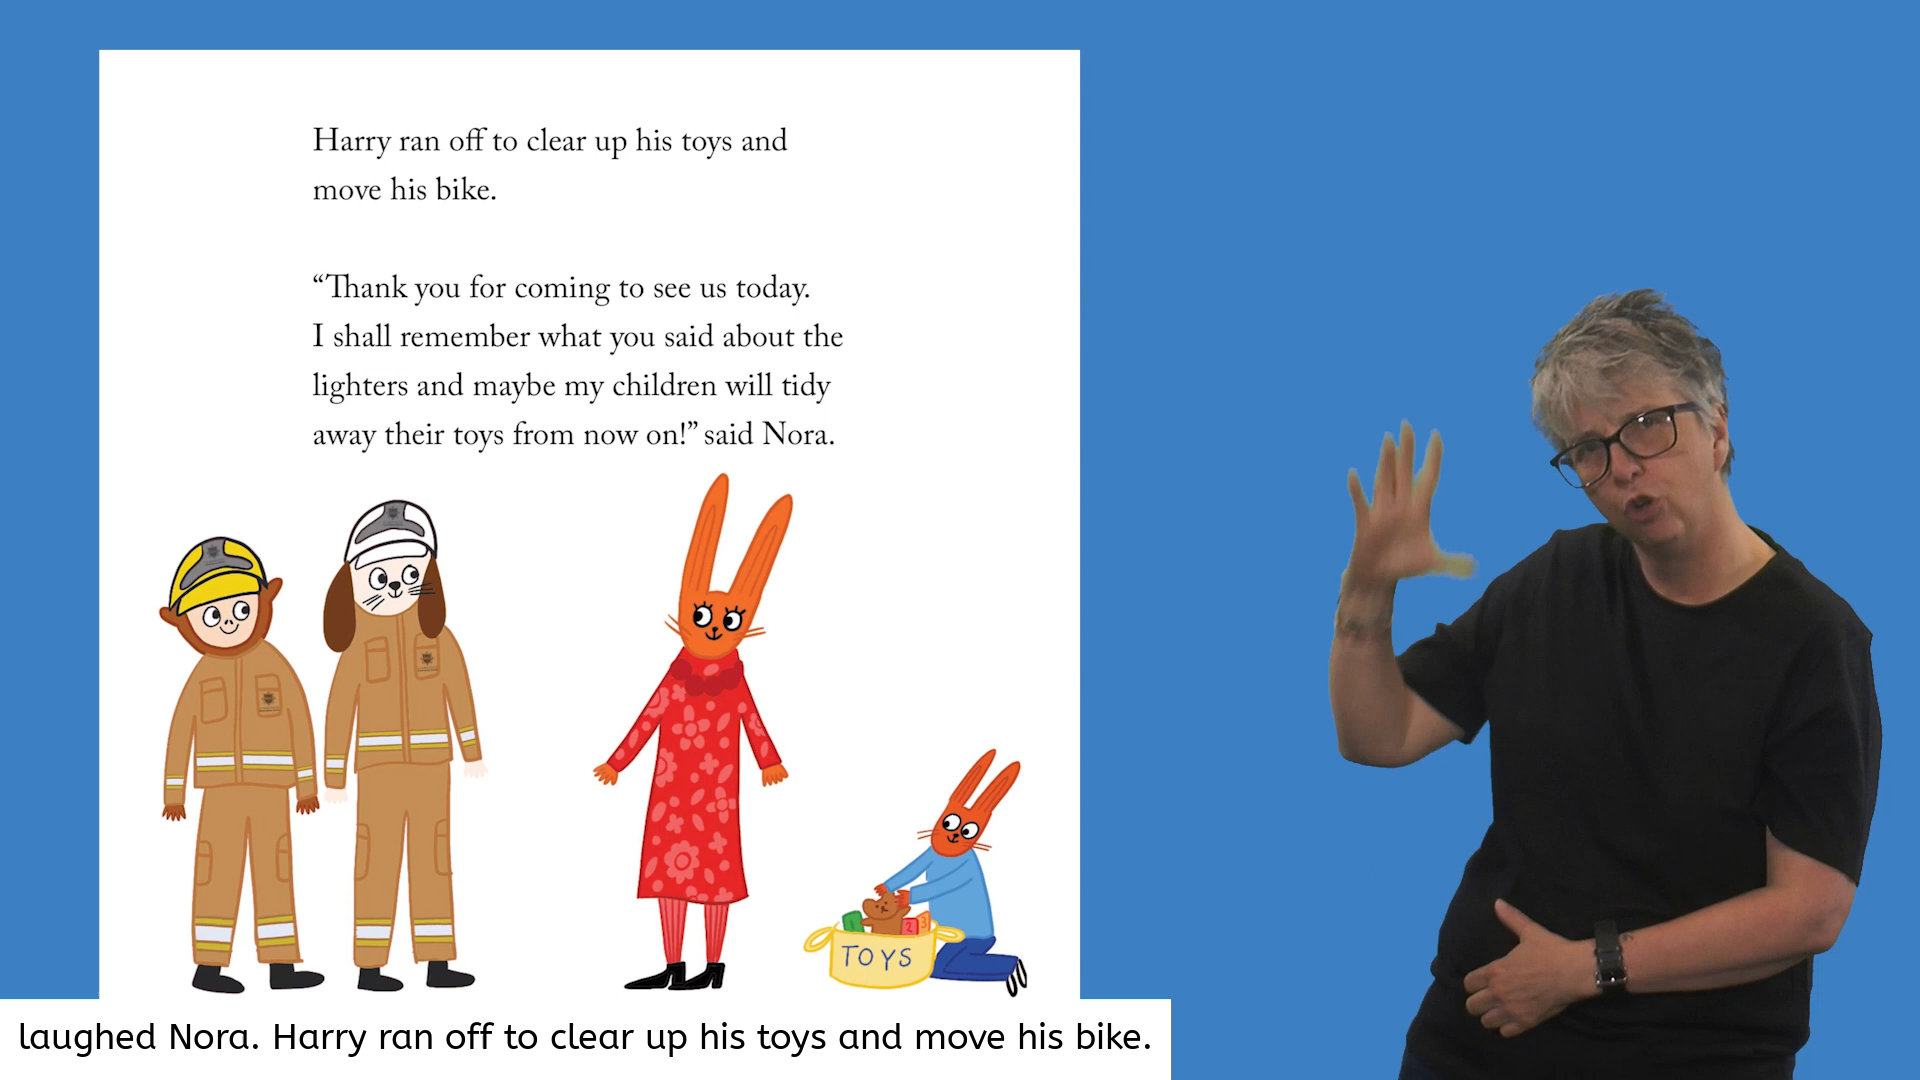 Harry ran off to clear up his toys and
move his bike.
“Thank you for coming to see us today.
I shall remember what you said about the
lighters and maybe my children will tidy
away their toys from now on!” said Nora.
TOYS
2
3
laughed Nora. Harry ran off to clear up his toys and move his bike.